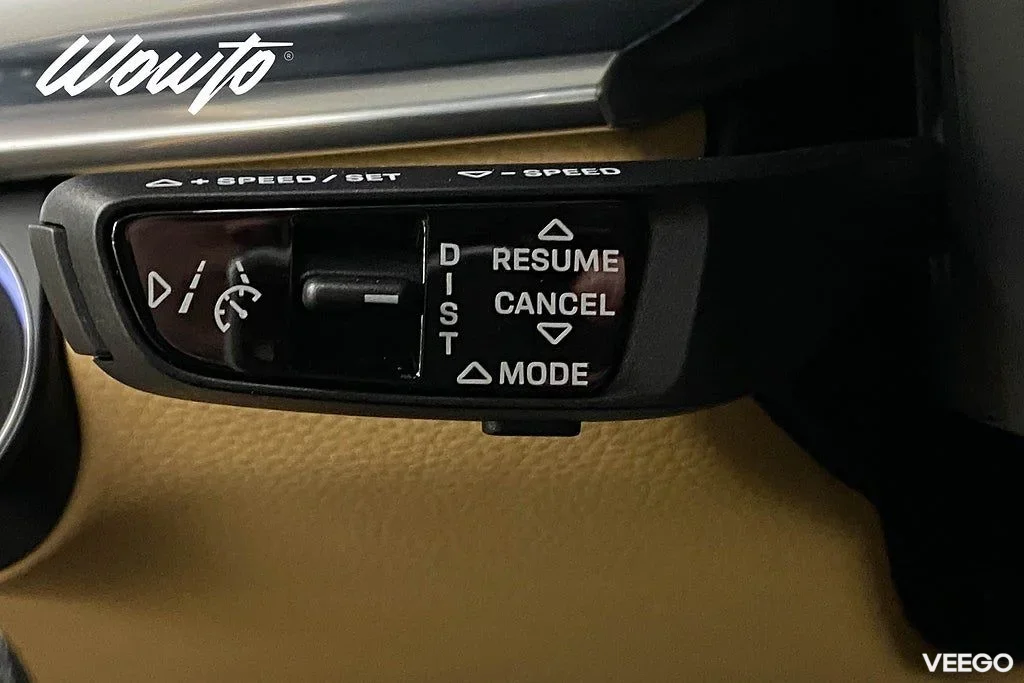 Wowto®
+ SPEED / SET
- SPEED
DIST
RESUME
CANCEL
MODE
VEEGO